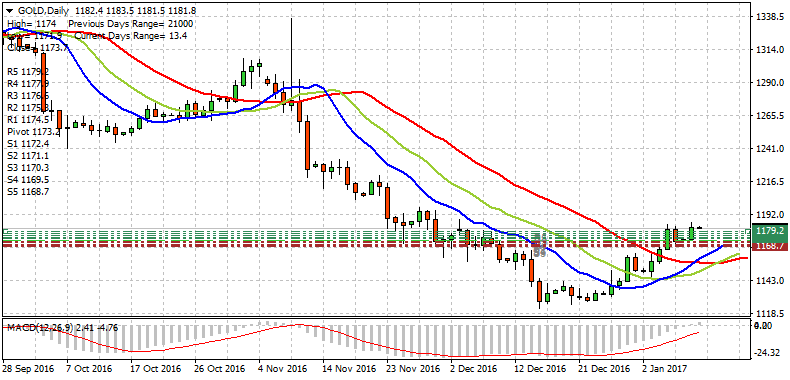 GOLD,Daily 1182.4 1183.5 1181.5 1181.8
High= 1174 Previous Days Range= 21000
Current Days Range= 13.4
Close= 1173.7
R5 1179.2
R4 1177.9
R3 1176.6
R2 1175.8
R1 1174.5
Pivot 1173.2
S1 1172.4
S2 1171.1
S3 1170.3
S4 1169.5
S5 1168.7
1338.5
1314.0
1290.0
1265.5
1241.0
1216.5
1192.0
1179.2
1168.7
1143.0
1118.5
MACD(12,26,9) 2.41 -4.76
-24.32
28 Sep 2016 7 Oct 2016 17 Oct 2016 26 Oct 2016 4 Nov 2016 14 Nov 2016 23 Nov 2016 2 Dec 2016 12 Dec 2016 21 Dec 2016 2 Jan 2017